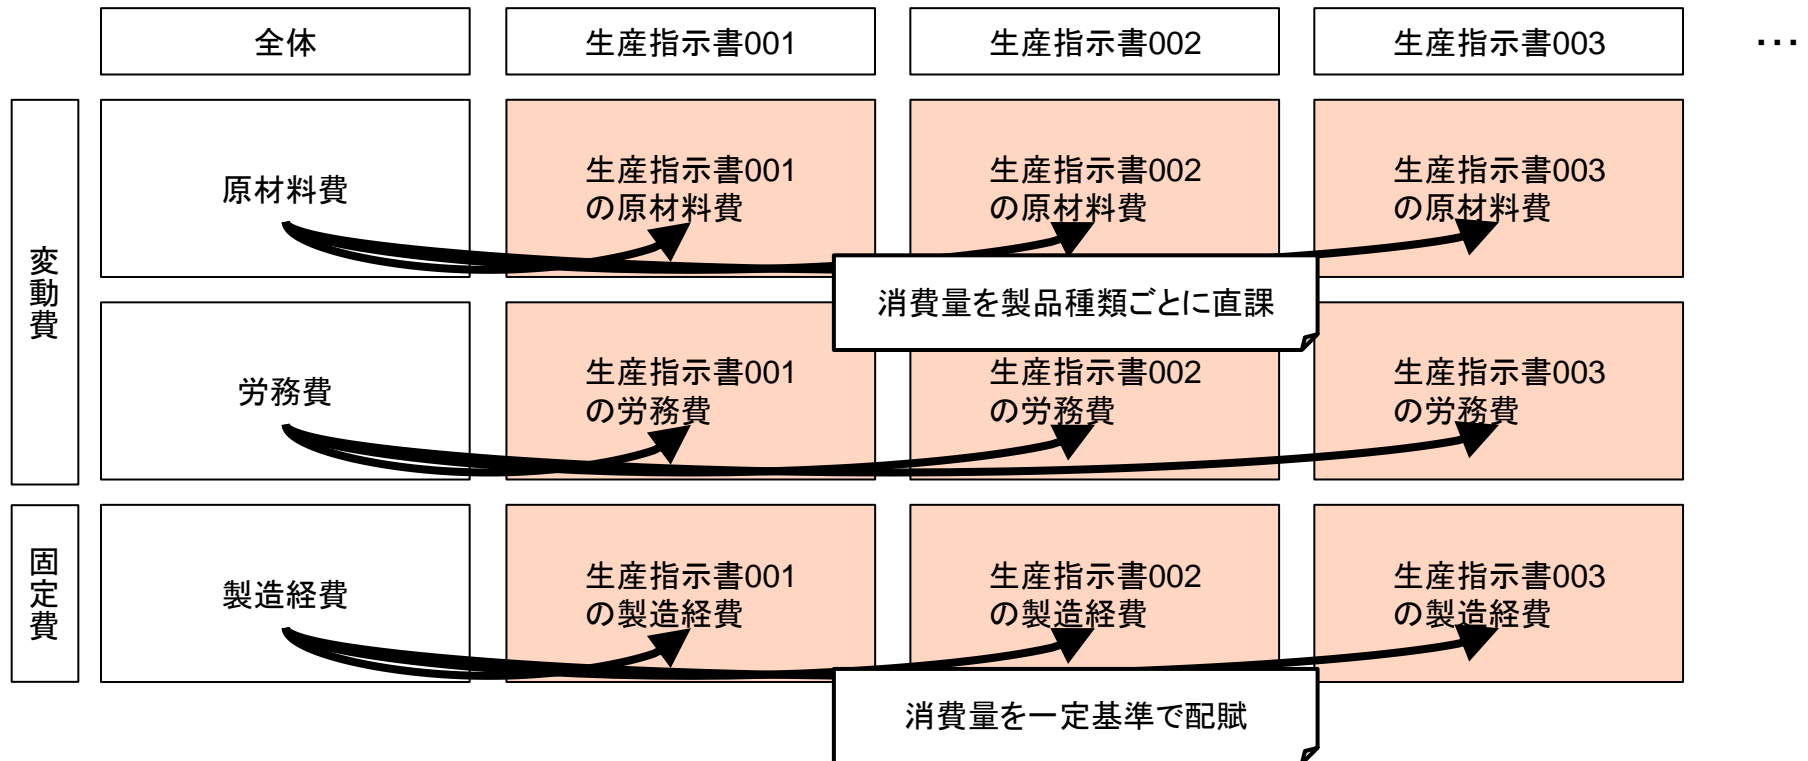 全体
生産指示書001
生産指示書002
生産指示書003
…
変動費
原材料費
生産指示書001
の原材料費
生産指示書002
の原材料費
生産指示書003
の原材料費
消費量を製品種類ごとに直課
労務費
生産指示書001
の労務費
生産指示書002
の労務費
生産指示書003
の労務費
固定費
製造経費
生産指示書001
の製造経費
生産指示書002
の製造経費
生産指示書003
の製造経費
消費量を一定基準で配賦